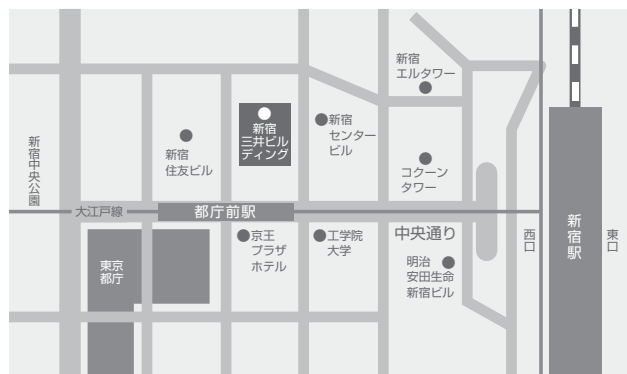 新宿
エルタワー
新宿
三井ビル
ディング
新宿
センター
ビル
新宿
住友ビル
コクーン
タワー
新宿中央公園
大江戸線
都庁前駅
京王
プラザ
ホテル
工学院
大学
中央通り
西口
新宿駅
東口
東京
都庁
明治
安田生命
新宿ビル